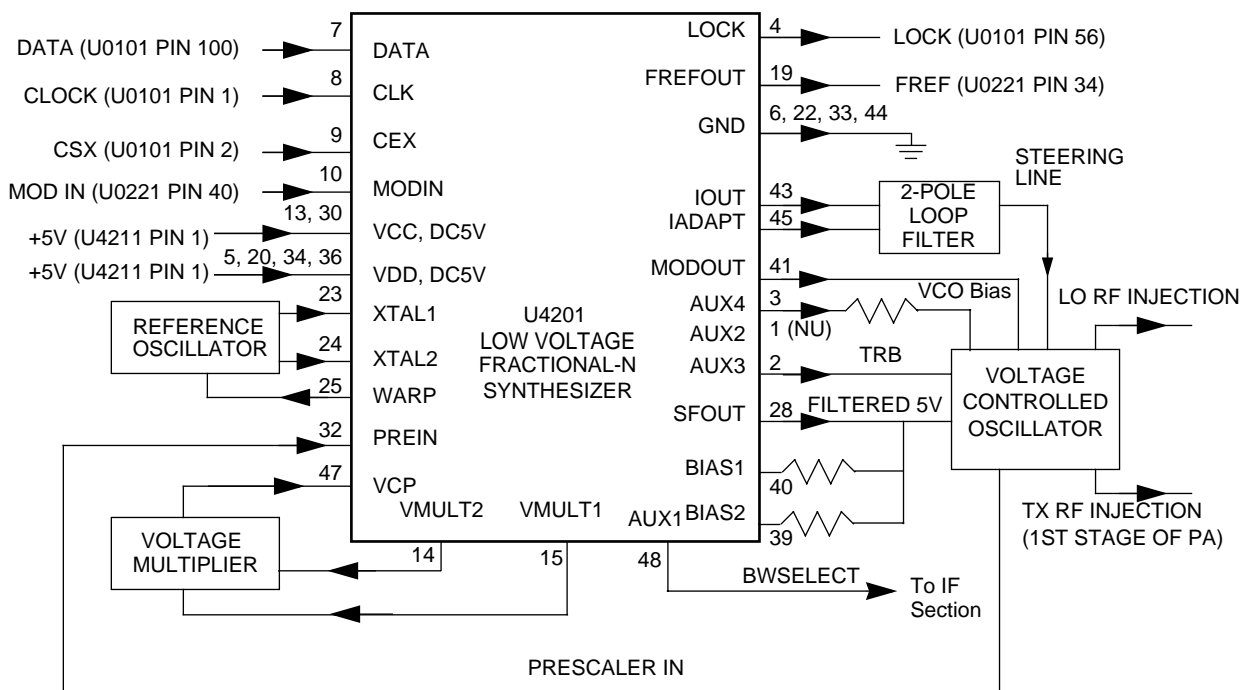 7
DATA (U0101 PIN 100)
DATA
8
CLOCK (U0101 PIN 1)
CLK
9
CSX (U0101 PIN 2)
CEX
10
MOD IN (U0221 PIN 40)
MODIN
13, 30
+5V (U4211 PIN 1)
VCC, DC5V
5, 20, 34, 36
+5V (U4211 PIN 1)
VDD, DC5V
23
XTAL1
REFERENCE
OSCILLATOR
24
XTAL2
25
WARP
32
PREIN
47
VCP
VOLTAGE
MULTIPLIER
VMULT2
14
VMULT1
15
AUX1
48
BWSELECT
To IF
Section
U4201
LOW VOLTAGE
FRACTIONAL-N
SYNTHESIZER
LOCK
4
LOCK (U0101 PIN 56)
FREFOUT
19
FREF (U0221 PIN 34)
GND
6, 22, 33, 44
STEERING
LINE
IOUT
43
IADAPT
45
2-POLE
LOOP
FILTER
MODOUT
41
AUX4
3
VCO Bias
AUX2
1 (NU)
AUX3
2
TRB
SFOUT
28
FILTERED 5V
BIAS1
40
BIAS2
39
LO RF INJECTION
VOLTAGE
CONTROLLED
OSCILLATOR
TX RF INJECTION
(1ST STAGE OF PA)
PRESCALER IN